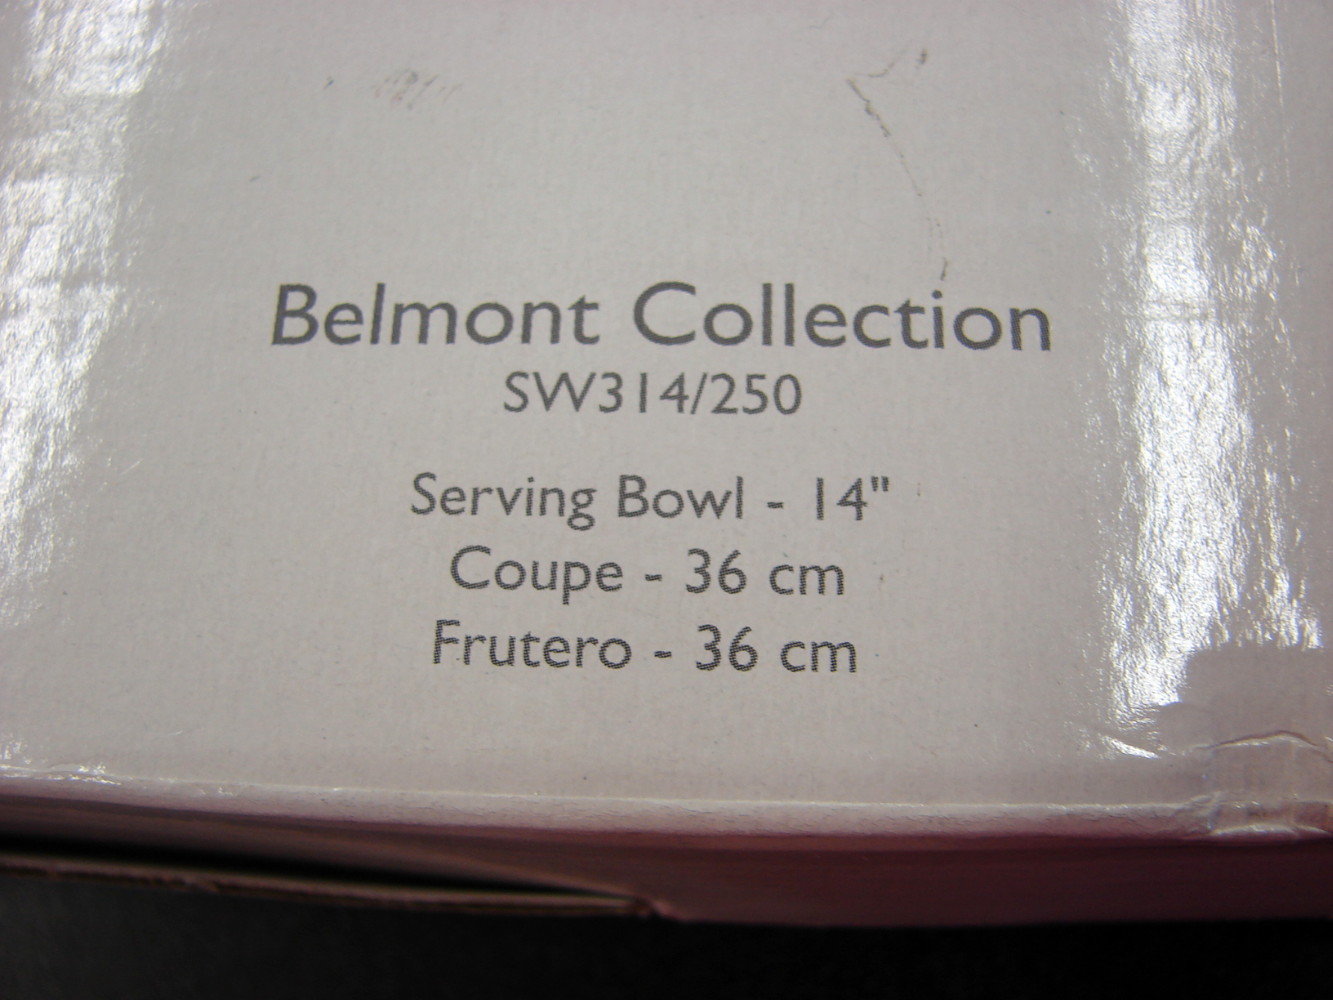 Belmont Collection
SW314/250
Serving Bowl - 14"
Coupe - 36 cm
Frutero - 36 cm